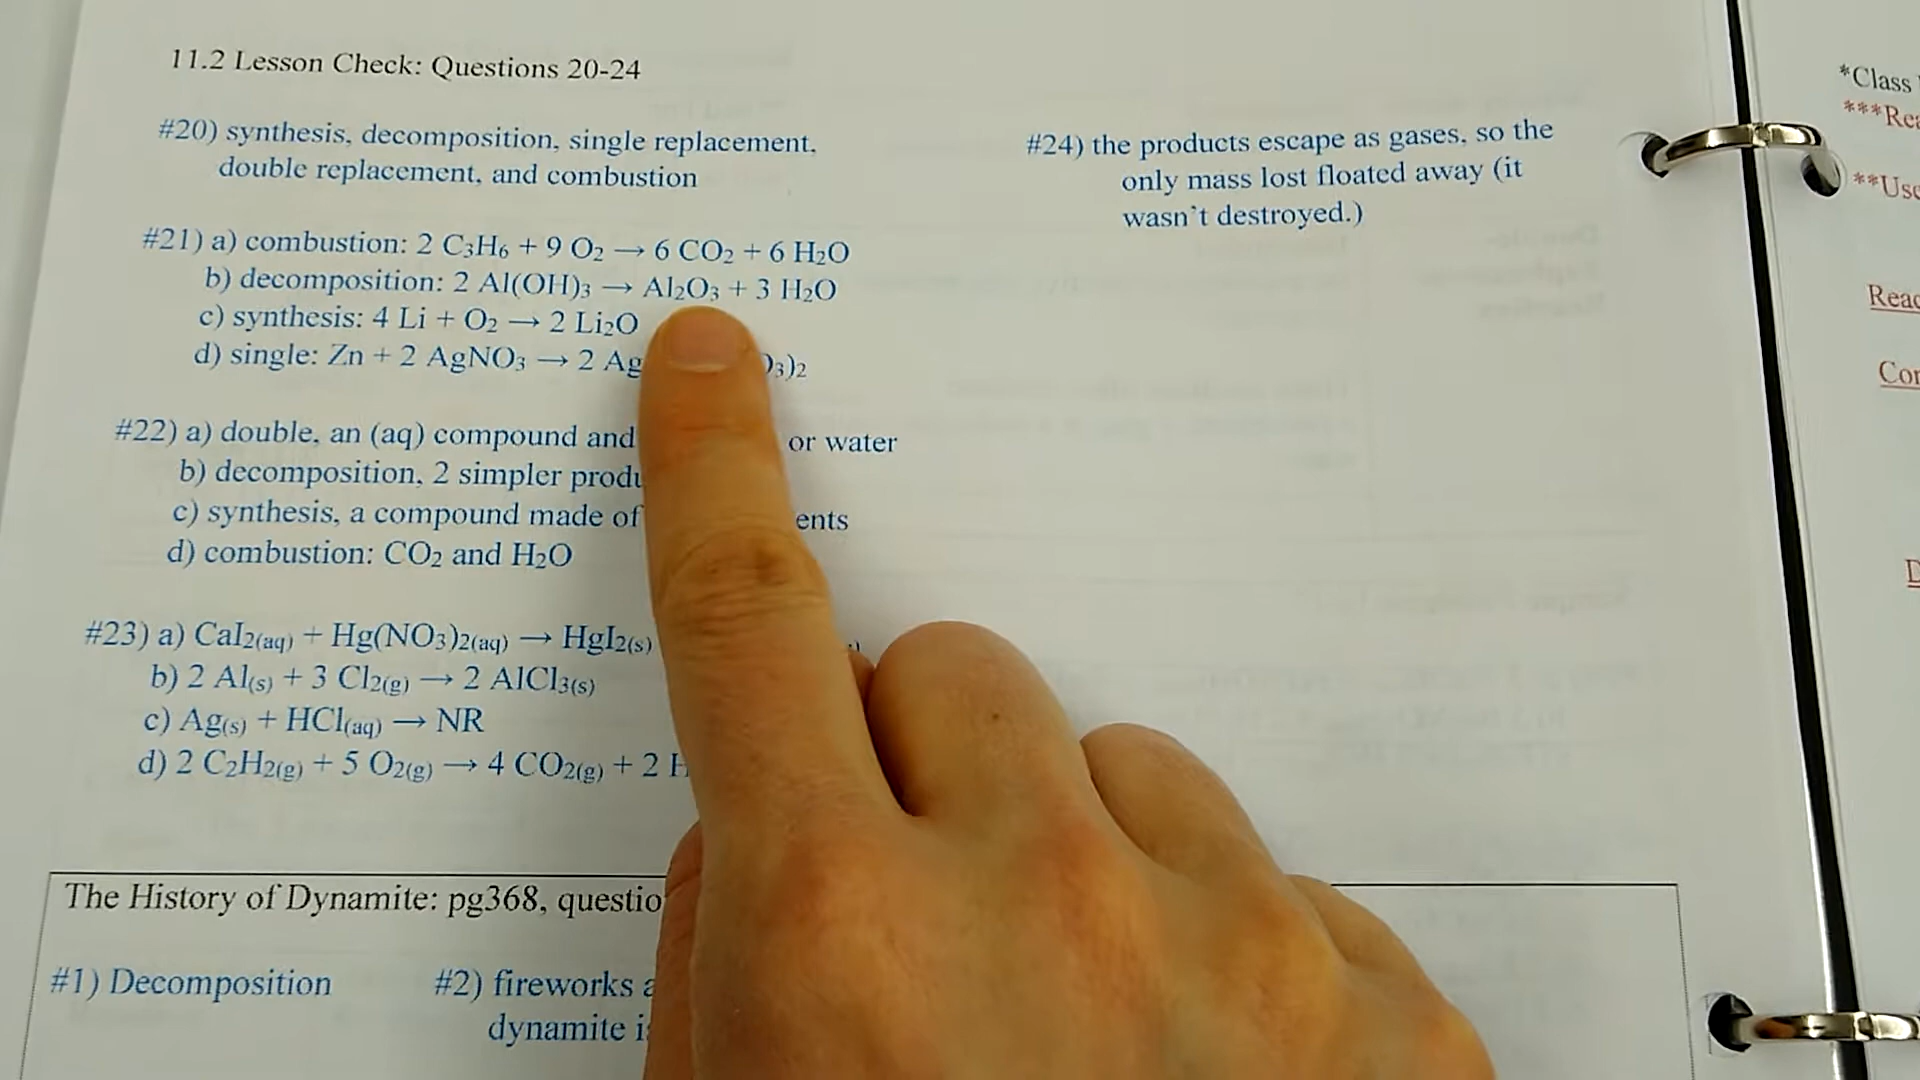 11.2 Lesson Check: Questions 20-24
#20) synthesis, decomposition, single replacement,
double replacement, and combustion
#21) a) combustion: 2 C₃H₆ + 9 O₂ → 6 CO₂ + 6 H₂O
b) decomposition: 2 Al(OH)₃ → Al₂O₃ + 3 H₂O
c) synthesis: 4 Li + O₂ → 2 Li₂O
d) single: Zn + 2 AgNO₃ → 2 Ag )₃)₂
#22) a) double, an (aq) compound and or water
b) decomposition, 2 simpler
c) synthesis, a compound made of
d) combustion: CO₂ and H₂O
#23) a) CaI₂(aq) + Hg(NO₃)₂(aq) → HgI₂(s)
b) 2 Al(s) + 3 Cl₂(g) → 2 AlCl₃(s)
c) Ag(s) + HCl(aq) → NR
d) 2 C₂H₂(g) + 5 O₂(g) → 4 CO₂(g) + 2 H
#24) the products escape as gases, so the
only mass lost floated away (it
wasn't destroyed.)
The History of Dynamite: pg368,
#1) Decomposition
#2) fireworks
dynamite
*Class